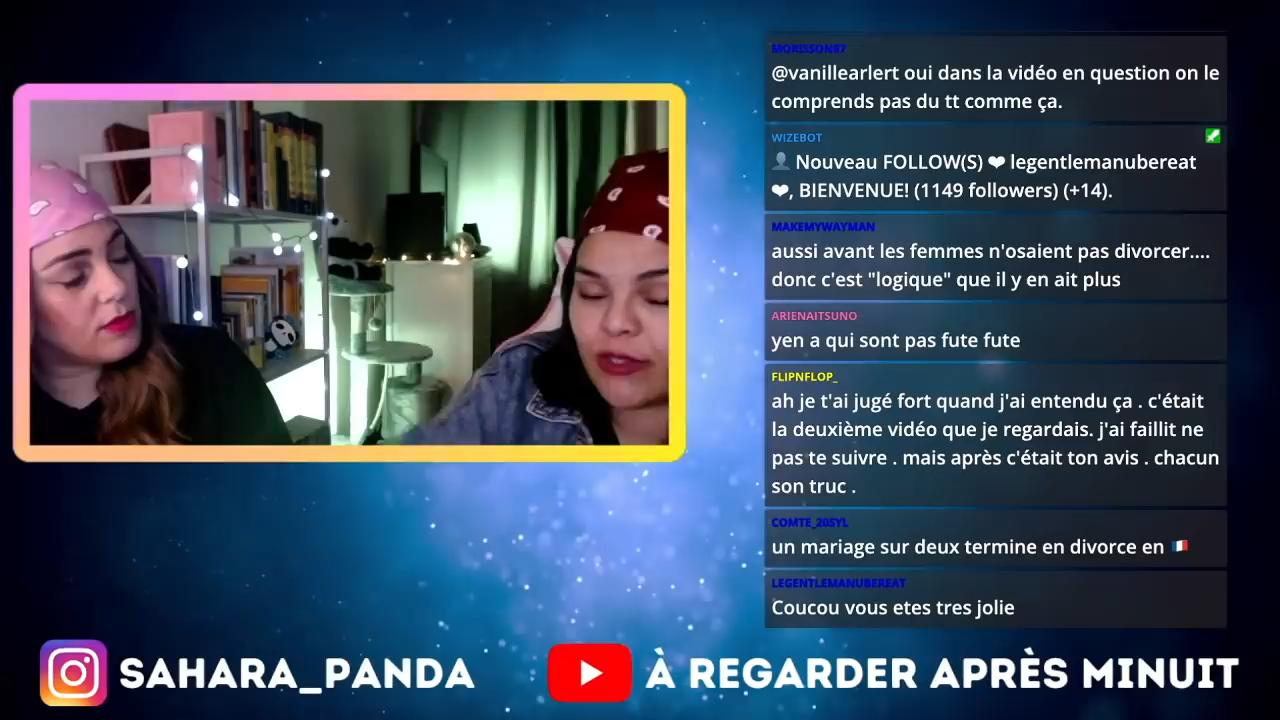 MORISSON87
@vanillearlert oui dans la vidéo en question on le
comprends pas du tt comme ça.
WIZEBOT
Nouveau FOLLOW(S) ❤ legentlemanubereat
❤, BIENVENUE! (1149 followers) (+14).
MAKEMYWAYMAN
aussi avant les femmes n'osaient pas divorcer....
donc c'est "logique" que il y en ait plus
ARIENAITSUNO
yen a qui sont pas fute fute
FLIPNFLOP_
ah je t'ai jugé fort quand j'ai entendu ça . c'était
la deuxième vidéo que je regardais. j'ai faillit ne
pas te suivre . mais après c'était ton avis . chacun
son truc .
COMTE_20SYL
un mariage sur deux termine en divorce en 🇫🇷
LEGENTLEMANUBEREAT
Coucou vous etes tres jolie
SAHARA_PANDA
À REGARDER APRÈS MINUIT